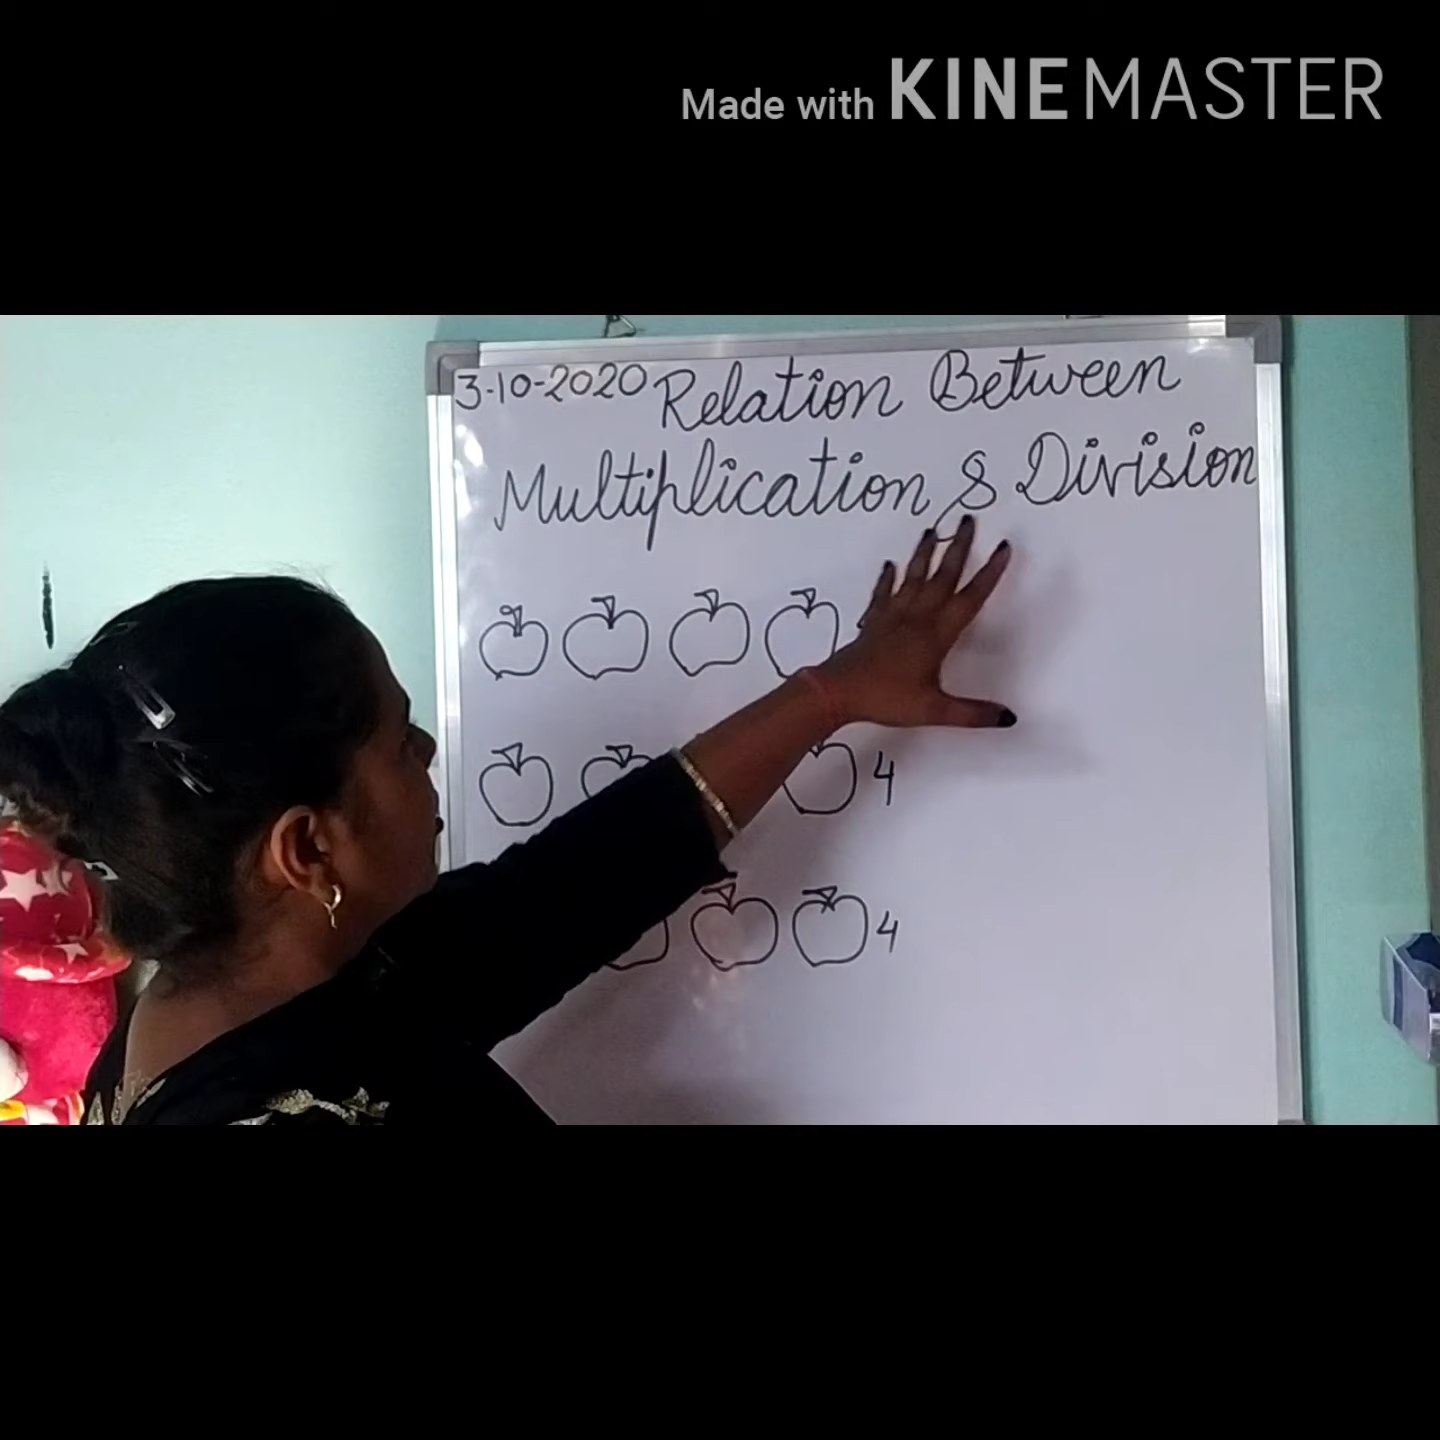 Made with KINEMASTER
3-10-2020 Relation Between
Multiplication & Division
4
4